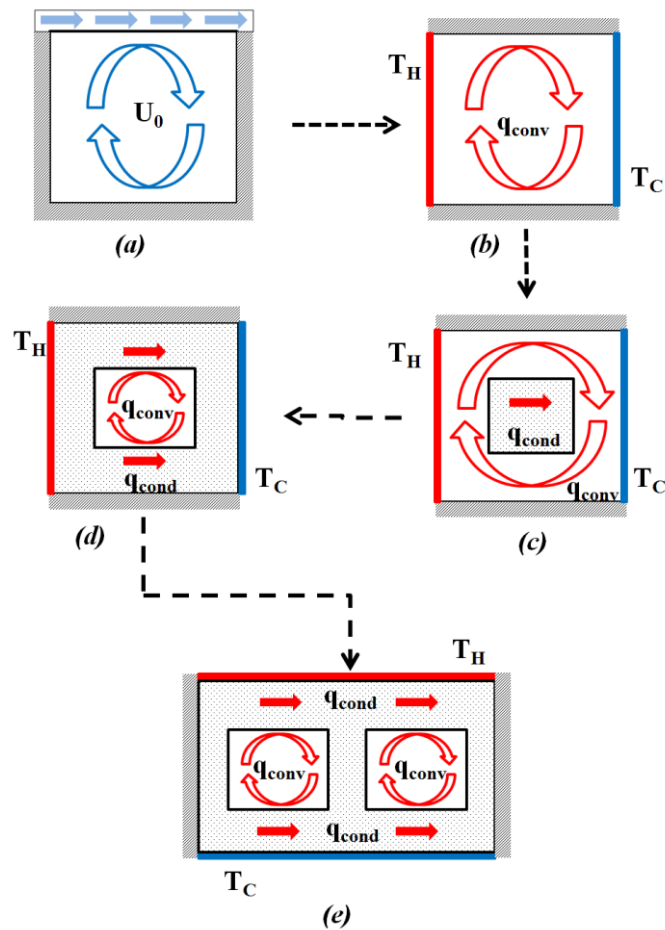 U0
(a)
TH
qconv
TC
(b)
TH
qconv
qcond
TC
(d)
TH
qcond
qconv
TC
(c)
TH
qcond
qconv
qconv
qcond
TC
(e)